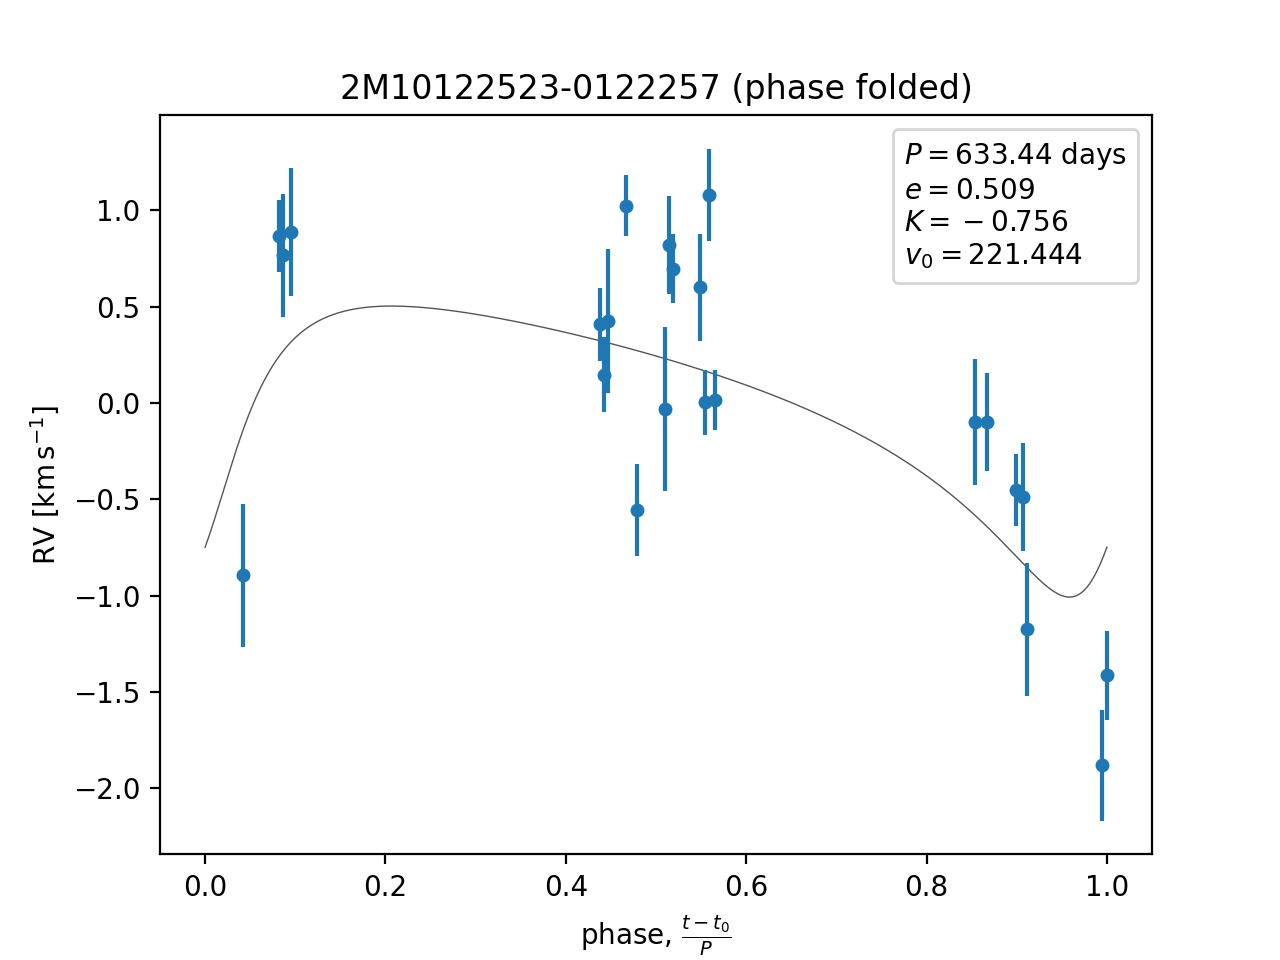 2M10122523-0122257 (phase folded)
P = 633.44 days
e = 0.509
K = −0.756
v₀ = 221.444
RV [km s⁻¹]
1.0
0.5
0.0
−0.5
−1.0
−1.5
−2.0
0.0 0.2 0.4 0.6 0.8 1.0
phase, (t − t₀)/P